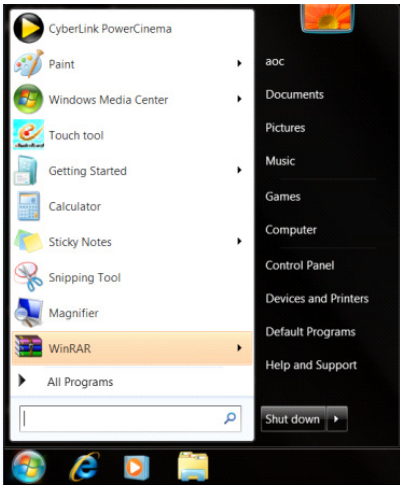 CyberLink PowerCinema
Paint
Windows Media Center
Touch tool
Getting Started
Calculator
Sticky Notes
Snipping Tool
Magnifier
WinRAR
All Programs
aoc
Documents
Pictures
Music
Games
Computer
Control Panel
Devices and Printers
Default Programs
Help and Support
Shut down